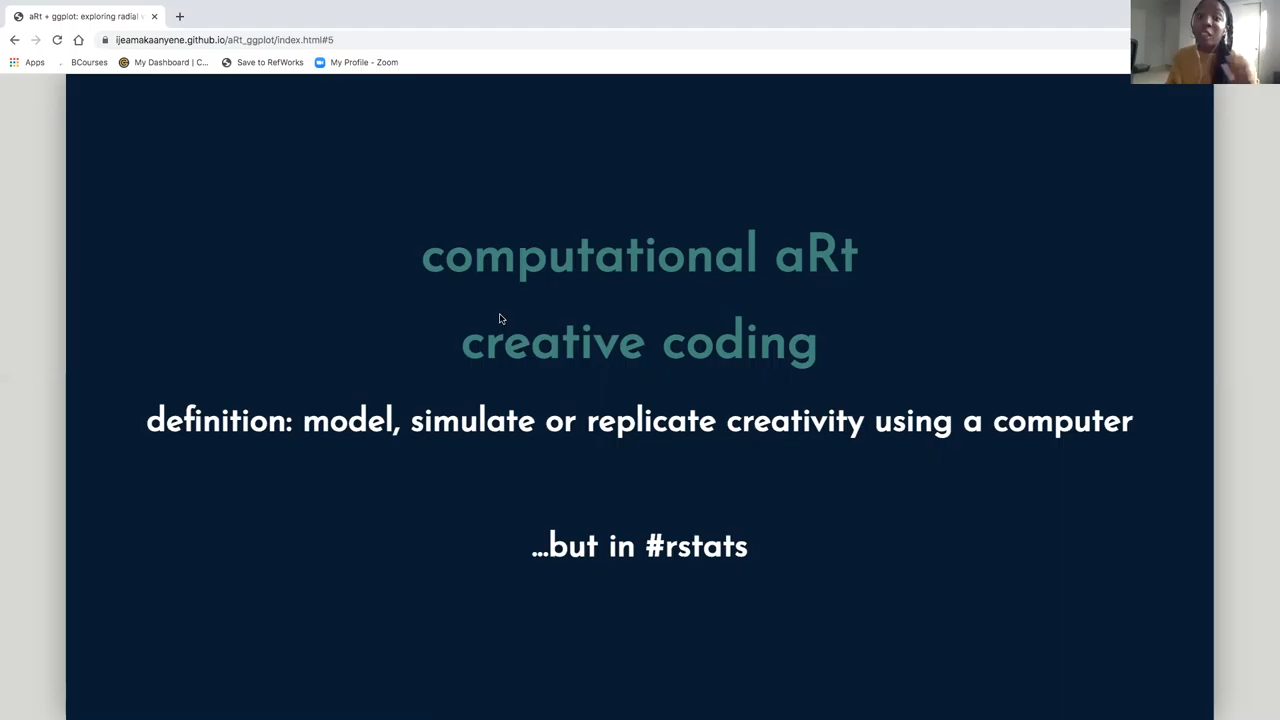 aRt + ggplot: exploring radial
ijeamakaanyene.github.io/aRt_ggplot/index.html#5
Apps BCourses My Dashboard | C... Save to RefWorks My Profile - Zoom
computational aRt
creative coding
definition: model, simulate or replicate creativity using a computer
...but in #rstats